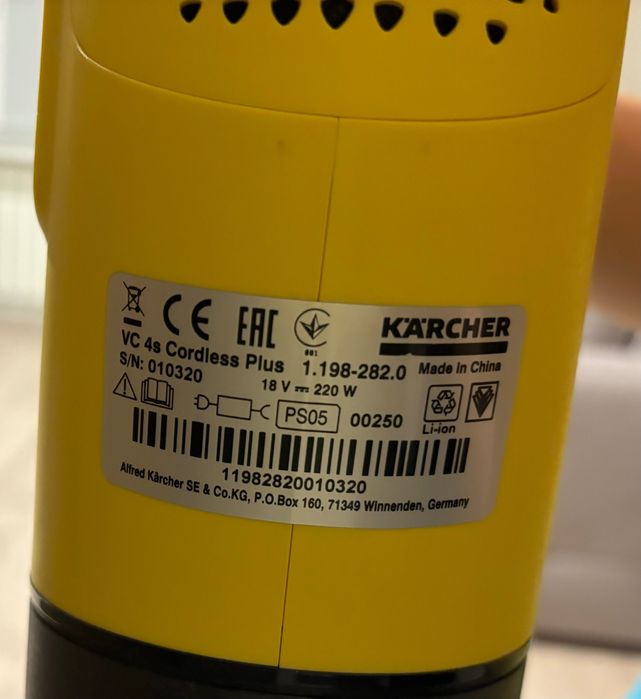 CE EAC 001 KÄRCHER
VC 4s Cordless Plus 1.198-282.0 Made in China
S/N: 010320 18 V ⎓ 220 W
PS05 00250 Li-ion
11982820010320
Alfred Kärcher SE & Co.KG, P.O.Box 160, 71349 Winnenden, Germany